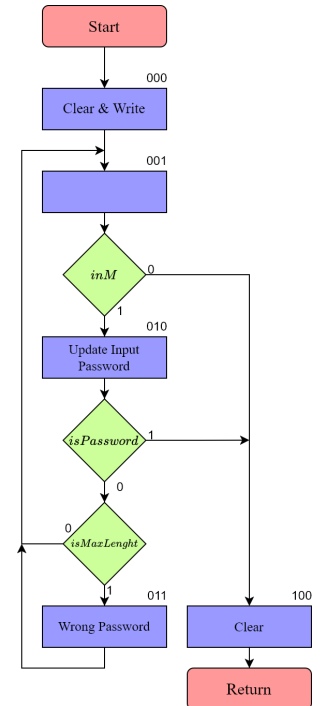 Start
000
Clear & Write
001
inM
0
1
010
Update Input
Password
isPassword
1
0
0
isMaxLenght
1
011
Wrong Password
100
Clear
Return